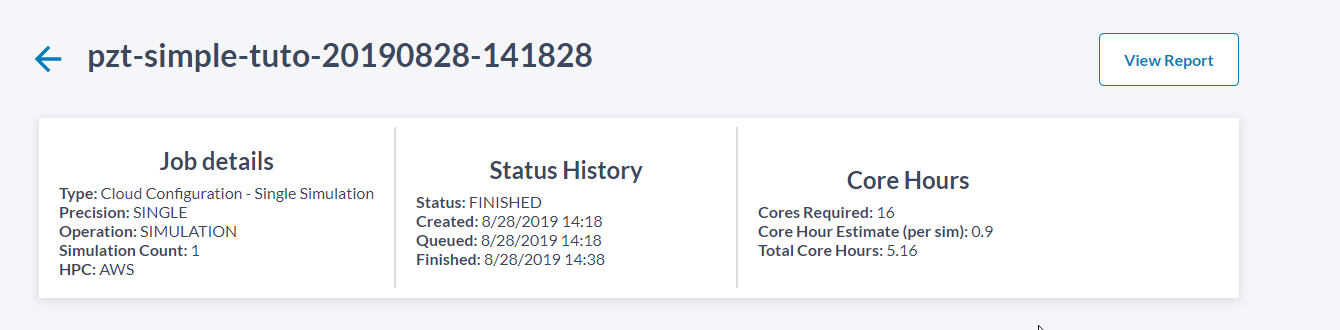 pzt-simple-tuto-20190828-141828
View Report
Job details
Type: Cloud Configuration - Single Simulation
Precision: SINGLE
Operation: SIMULATION
Simulation Count: 1
HPC: AWS
Status History
Status: FINISHED
Created: 8/28/2019 14:18
Queued: 8/28/2019 14:18
Finished: 8/28/2019 14:38
Core Hours
Cores Required: 16
Core Hour Estimate (per sim): 0.9
Total Core Hours: 5.16